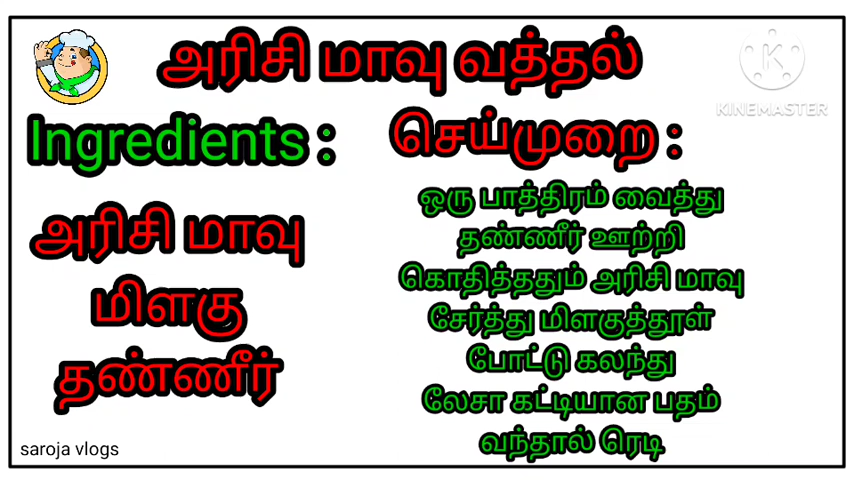 அரிசி மாவு வத்தல்
KINEMASTER
Ingredients :
அரிசி மாவு
மிளகு
தண்ணீர்
செய்முறை :
ஒரு பாத்திரம் வைத்து
தண்ணீர் ஊற்றி
கொதித்ததும் அரிசி மாவு
சேர்த்து மிளகுத்தூள்
போட்டு கலந்து
லேசா கட்டியான பதம்
வந்தால் ரெடி
saroja vlogs